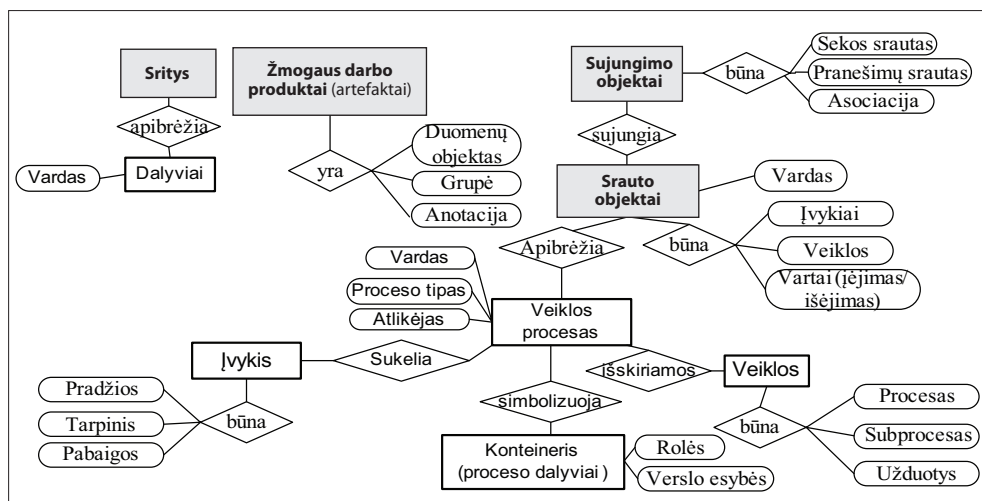 Sritys
apibrėžia
Vardas
Dalyviai
Žmogaus darbo
produktai (artefaktai)
yra
Duomenų
objektas
Grupė
Anotacija
Sujungimo
objektai
būna
Sekos srautas
Pranešimų srautas
Asociacija
sujungia
Srauto
objektai
Vardas
būna
Įvykiai
Veiklos
Vartai (įėjimas/
išėjimas)
Apibrėžia
Vardas
Proceso tipas
Atlikėjas
Veiklos
procesas
Įvykis
Sukelia
išskiriamos
Veiklos
Pradžios
Tarpinis
Pabaigos
būna
simbolizuoja
Konteineris
(proceso dalyviai)
Rolės
Verslo esybės
būna
Procesas
Subprocesas
Užduotys